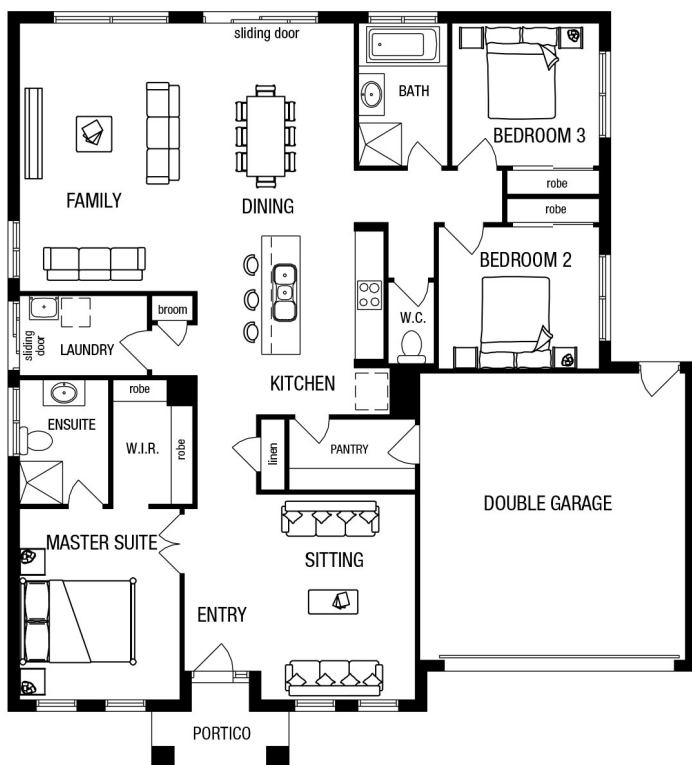 sliding door
BATH
BEDROOM 3
robe
FAMILY
DINING
robe
BEDROOM 2
broom
W.C.
sliding door
LAUNDRY
KITCHEN
robe
ENSUITE
W.I.R.
robe
linen
PANTRY
DOUBLE GARAGE
MASTER SUITE
SITTING
ENTRY
PORTICO